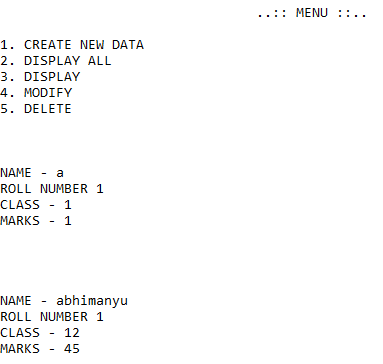 ..:: MENU ::..
1. CREATE NEW DATA
2. DISPLAY ALL
3. DISPLAY
4. MODIFY
5. DELETE
NAME - a
ROLL NUMBER 1
CLASS - 1
MARKS - 1
NAME - abhimanyu
ROLL NUMBER 1
CLASS - 12
MARKS - 45